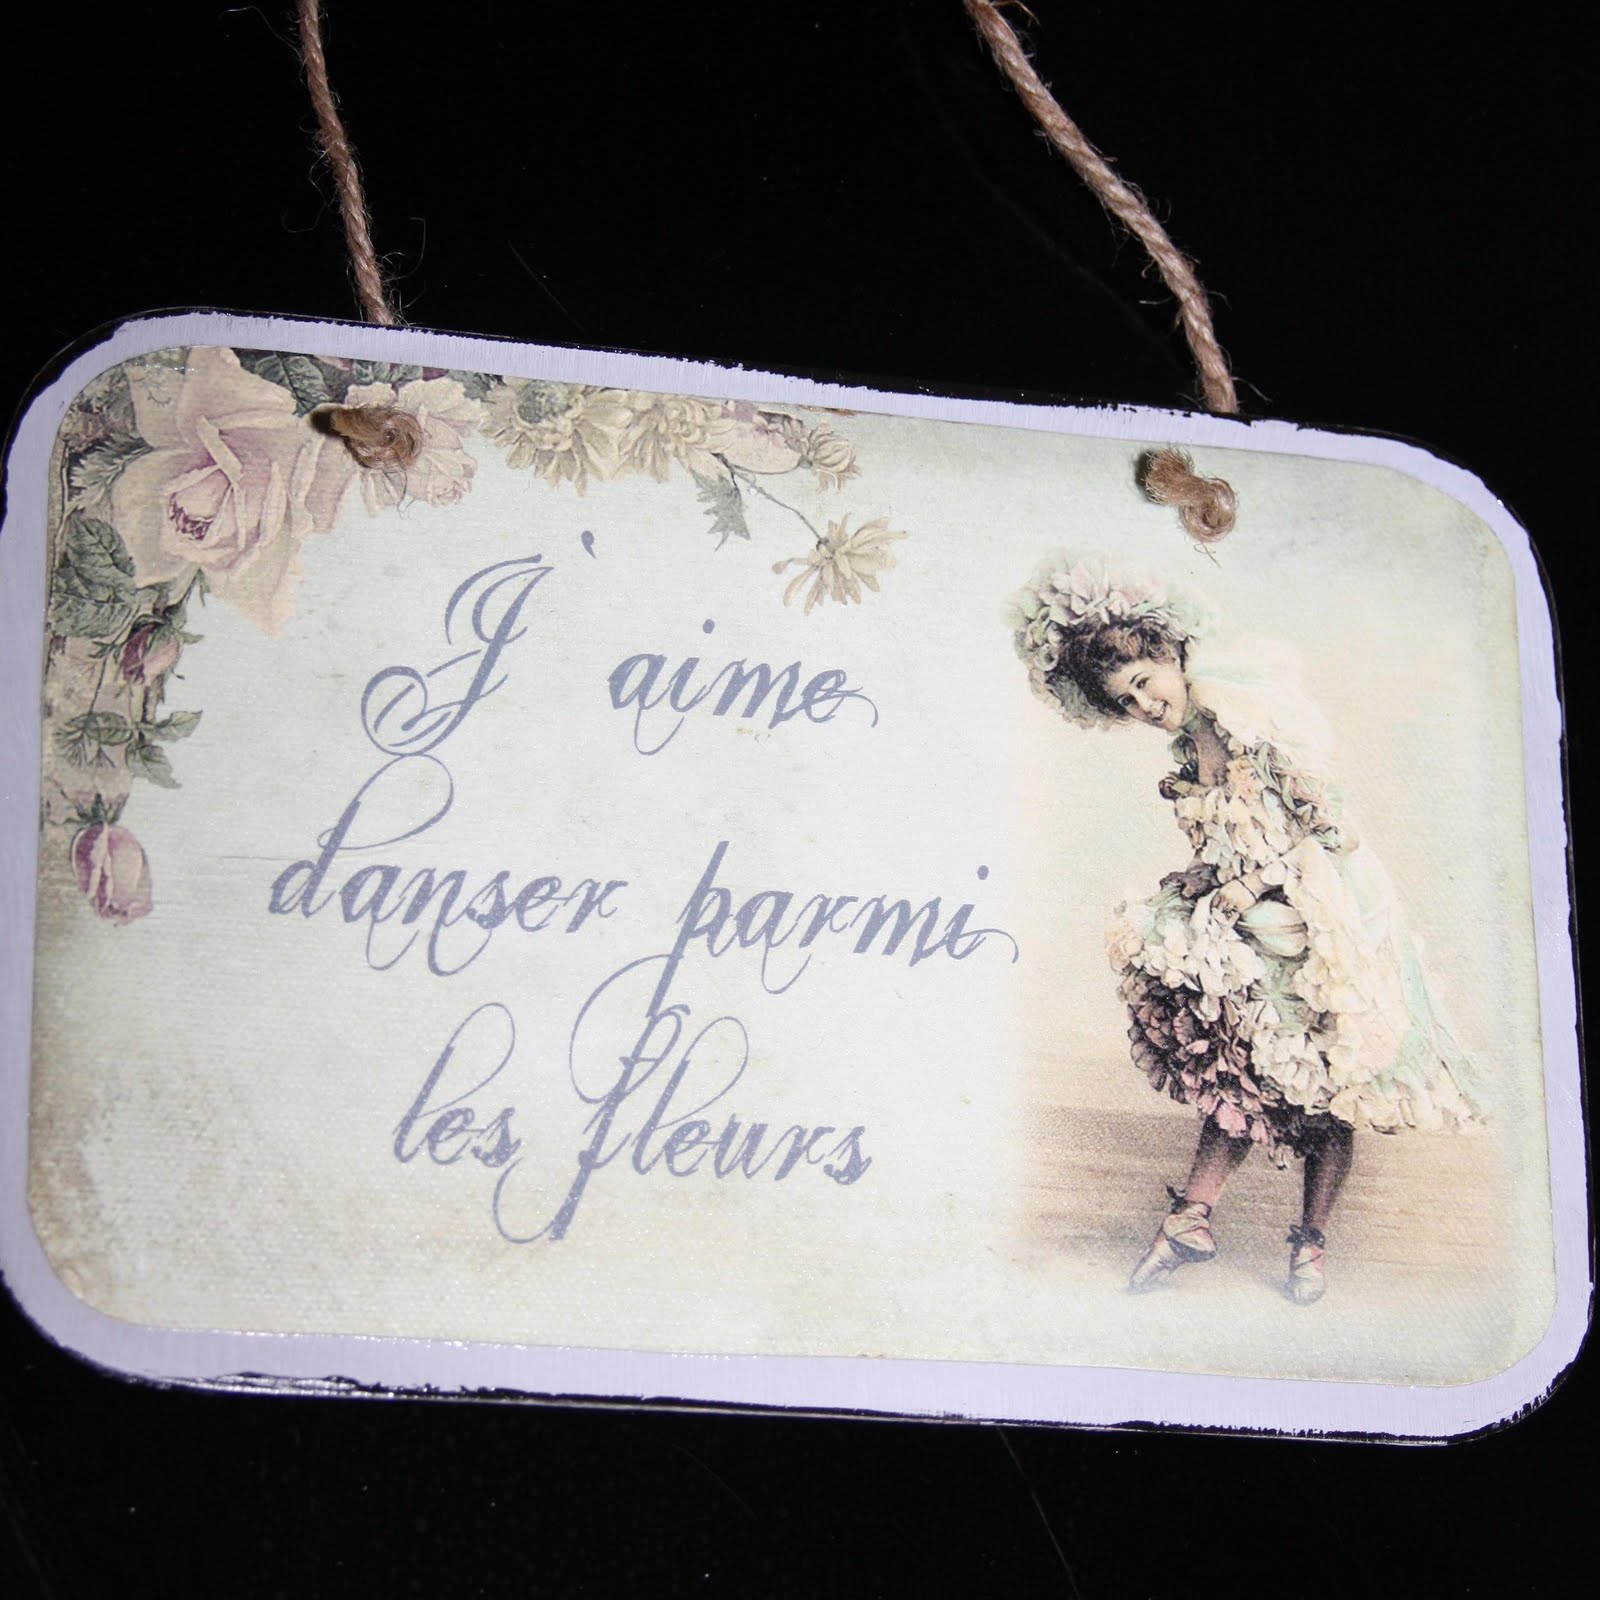 J'aime
danser parmi
les fleurs